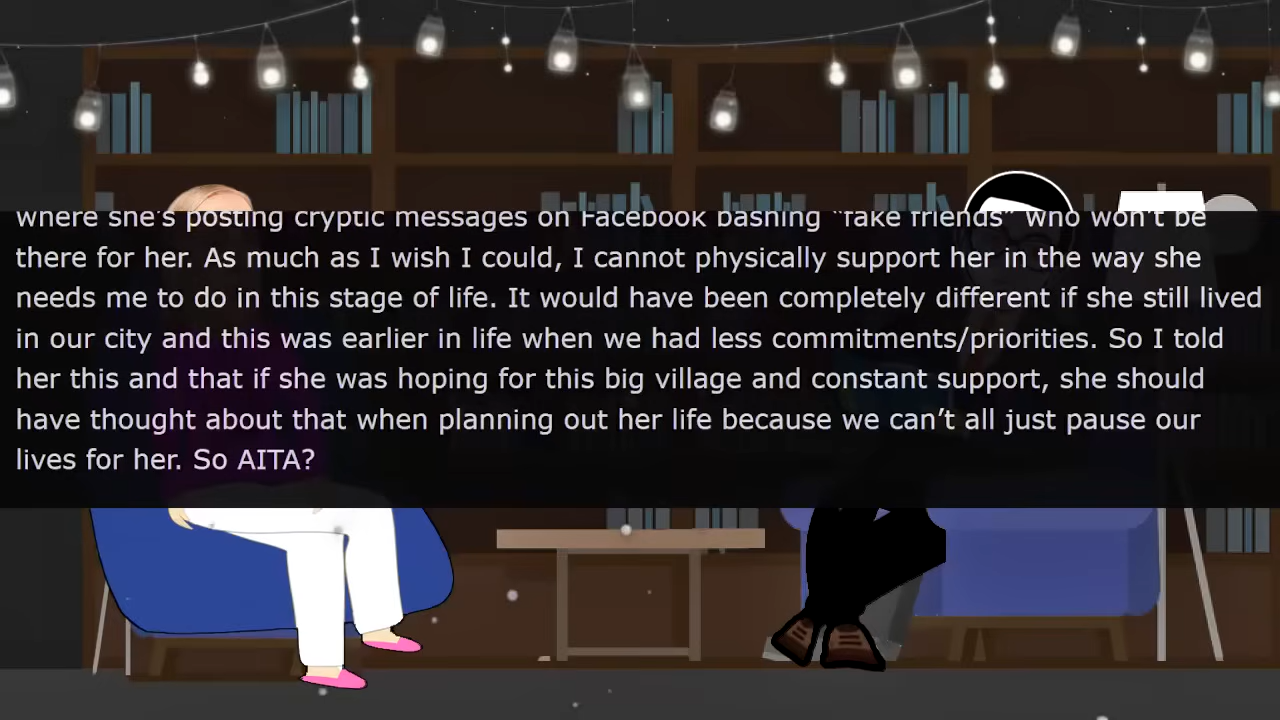 where she's posting cryptic messages on Facebook bashing “fake friends” who won't be
there for her. As much as I wish I could, I cannot physically support her in the way she
needs me to do in this stage of life. It would have been completely different if she still lived
in our city and this was earlier in life when we had less commitments/priorities. So I told
her this and that if she was hoping for this big village and constant support, she should
have thought about that when planning out her life because we can’t all just pause our
lives for her. So AITA?